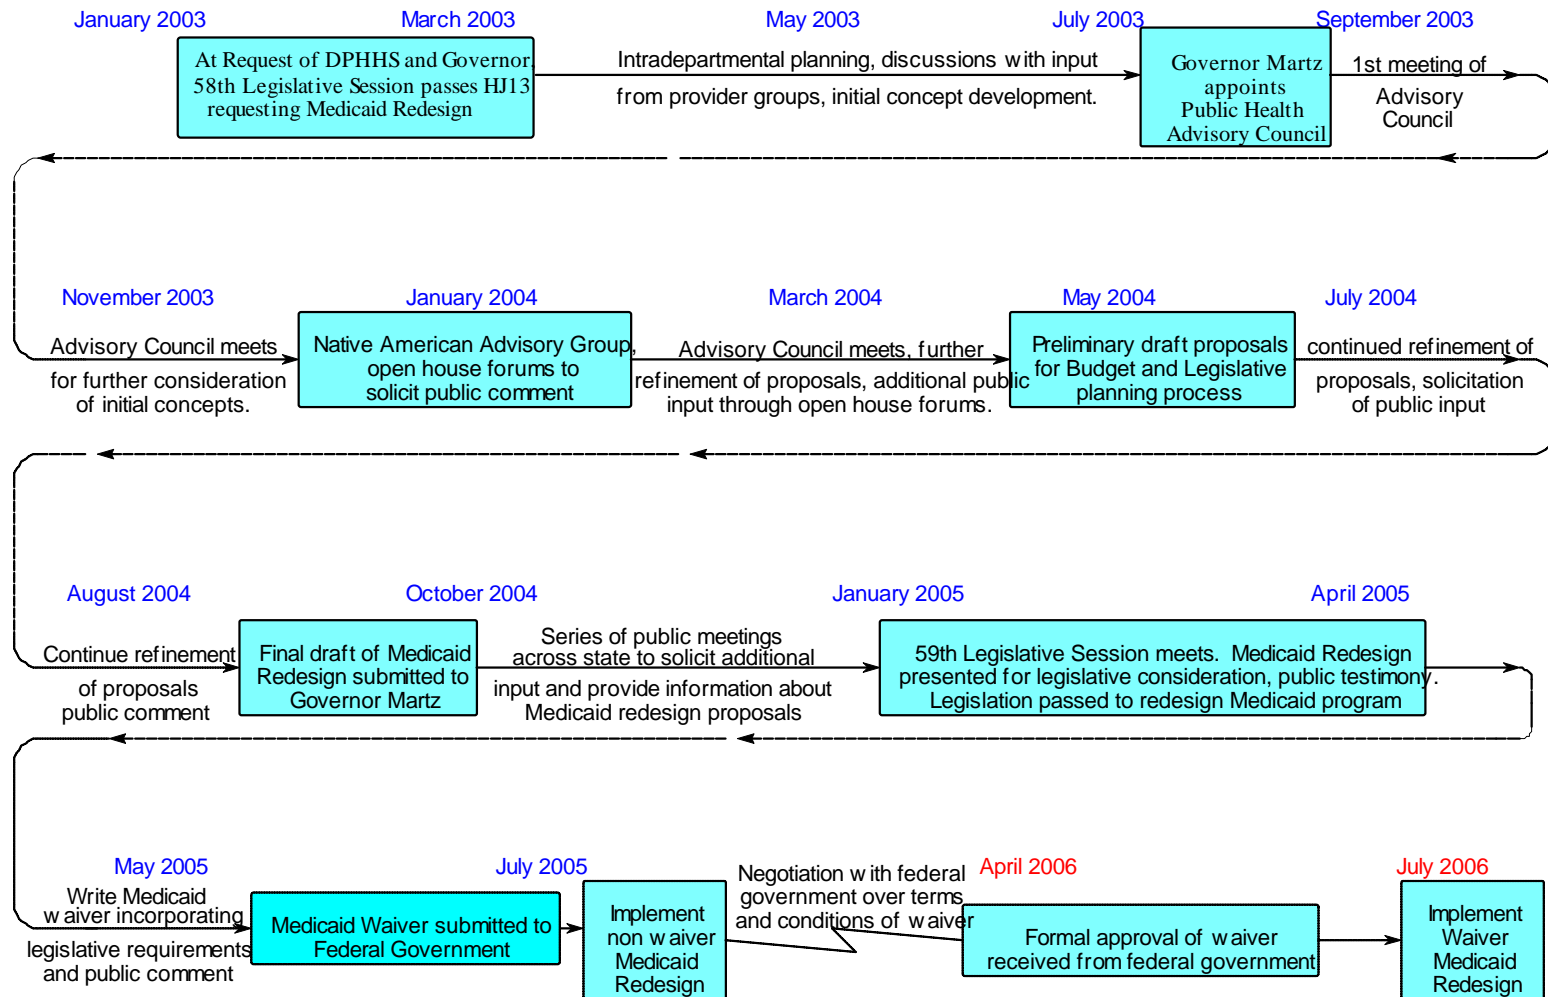 January 2003
March 2003
May 2003
July 2003
September 2003
At Request of DPHHS and Governor,
58th Legislative Session passes HJ13
requesting Medicaid Redesign
Intradepartmental planning, discussions with input
from provider groups, initial concept development.
Governor Martz
appoints
Public Health
Advisory Council
1st meeting of
Advisory
Council
November 2003
January 2004
March 2004
May 2004
July 2004
Advisory Council meets
for further consideration
of initial concepts.
Native American Advisory Group,
open house forums to
solicit public comment
Advisory Council meets, further
refinement of proposals, additional public
input through open house forums.
Preliminary draft proposals
for Budget and Legislative
planning process
continued refinement of
proposals, solicitation
of public input
August 2004
October 2004
January 2005
April 2005
Continue refinement
of proposals
public comment
Final draft of Medicaid
Redesign submitted to
Governor Martz
Series of public meetings
across state to solicit additional
input and provide information about
Medicaid redesign proposals
59th Legislative Session meets. Medicaid Redesign
presented for legislative consideration, public testimony.
Legislation passed to redesign Medicaid program
May 2005
July 2005
April 2006
July 2006
Write Medicaid
waiver incorporating
legislative requirements
and public comment
Medicaid Waiver submitted to
Federal Government
Implement
non waiver
Medicaid
Redesign
Negotiation with federal
government over terms
and conditions of waiver
Formal approval of waiver
received from federal government
Implement
Waiver
Medicaid
Redesign